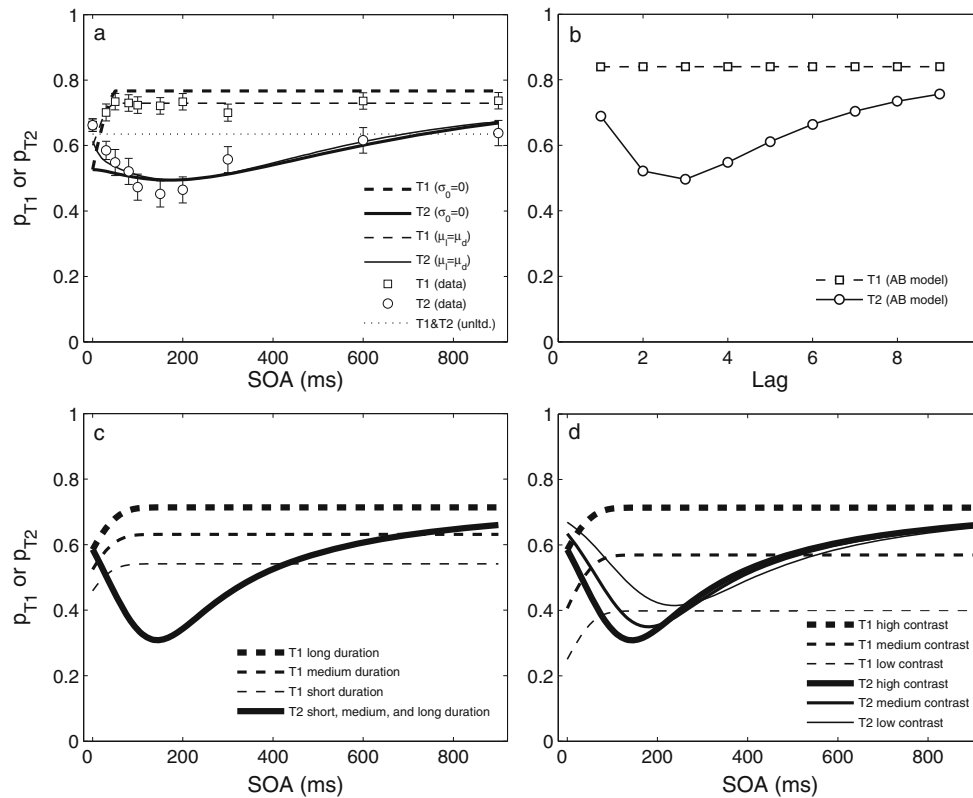 a
1
0.8
0.6
0.4
0.2
0
p_T1 or p_T2
0 200 400 600 800
SOA (ms)
T1 (σ_0=0)
T2 (σ_0=0)
T1 (μ_l=μ_d)
T2 (μ_l=μ_d)
T1 (data)
T2 (data)
T1&T2 (unltd.)
b
1
0.8
0.6
0.4
0.2
0
0 2 4 6 8
Lag
T1 (AB model)
T2 (AB model)
c
1
0.8
0.6
0.4
0.2
0
p_T1 or p_T2
0 200 400 600 800
SOA (ms)
T1 long duration
T1 medium duration
T1 short duration
T2 short, medium, and long duration
d
1
0.8
0.6
0.4
0.2
0
0 200 400 600 800
SOA (ms)
T1 high contrast
T1 medium contrast
T1 low contrast
T2 high contrast
T2 medium contrast
T2 low contrast